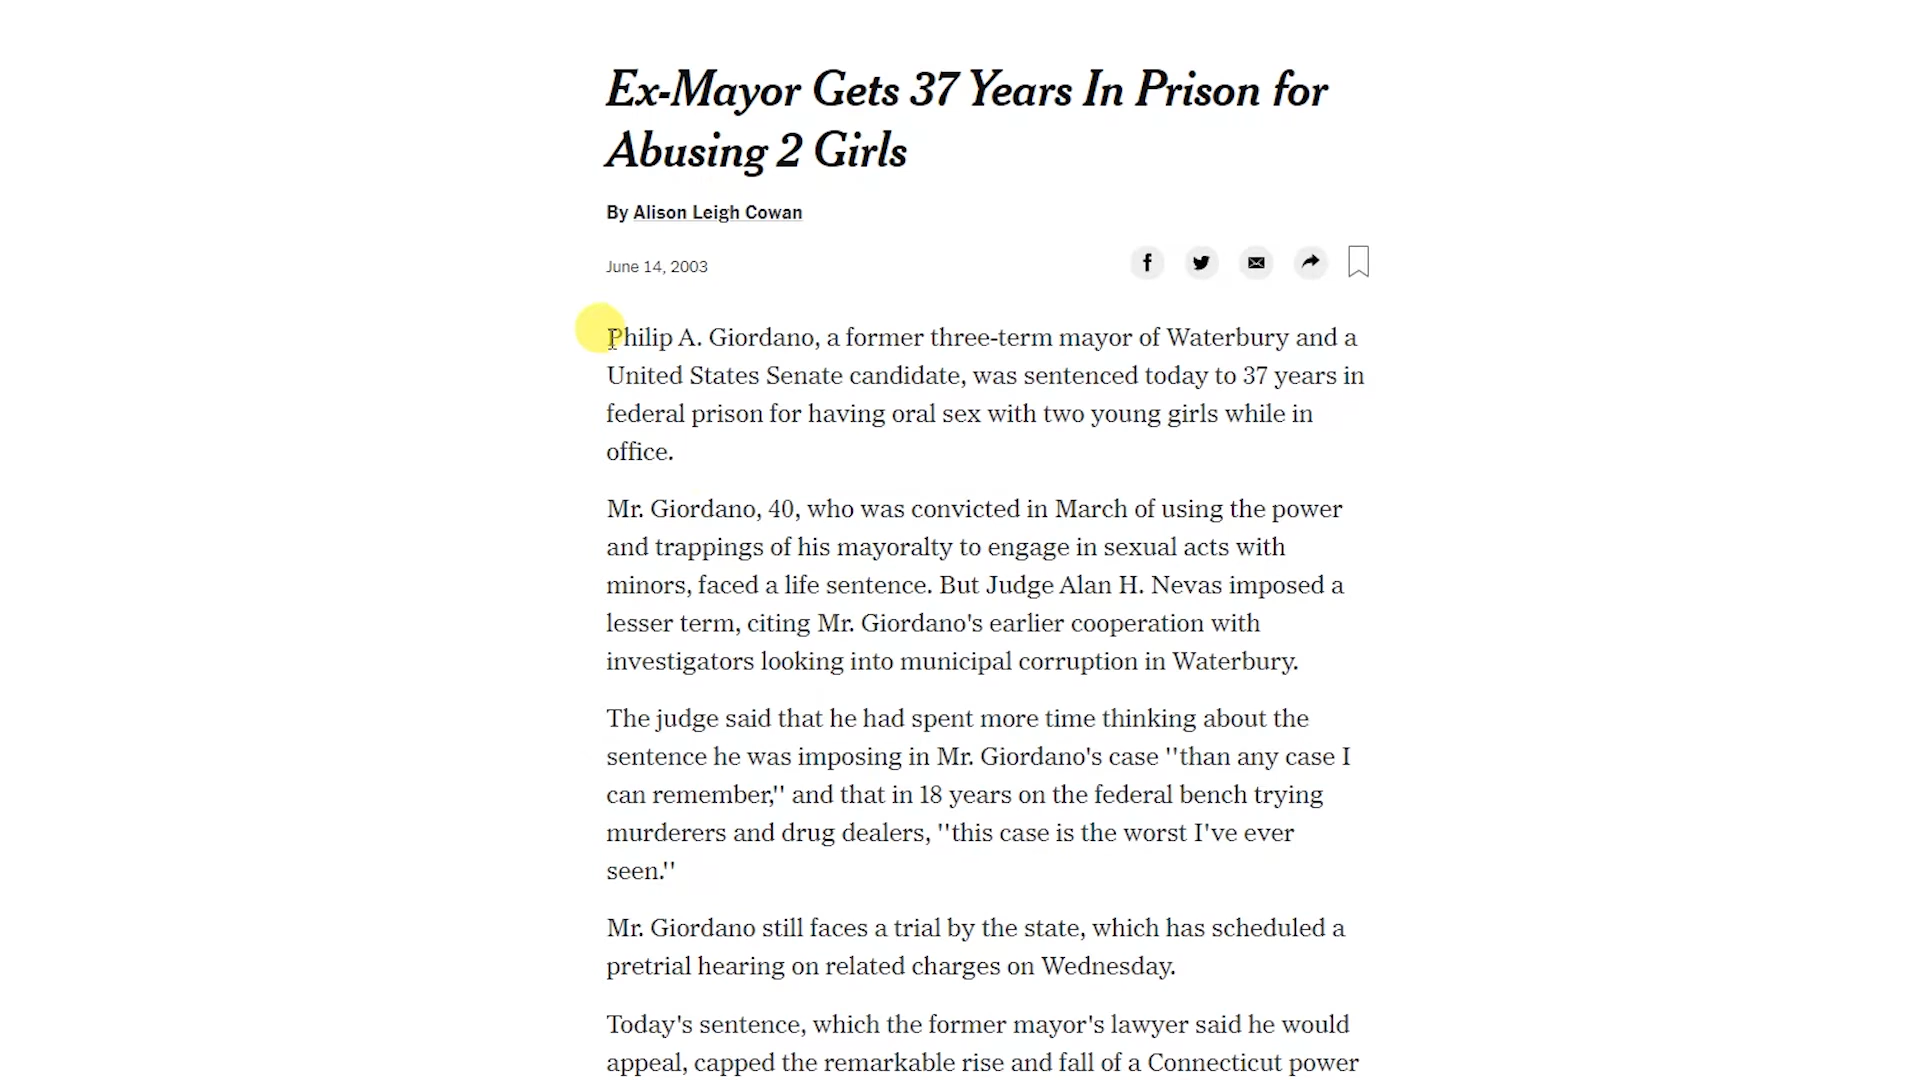 Ex-Mayor Gets 37 Years In Prison for
Abusing 2 Girls
By Alison Leigh Cowan
June 14, 2003
Philip A. Giordano, a former three-term mayor of Waterbury and a
United States Senate candidate, was sentenced today to 37 years in
federal prison for having oral sex with two young girls while in
office.
Mr. Giordano, 40, who was convicted in March of using the power
and trappings of his mayoralty to engage in sexual acts with
minors, faced a life sentence. But Judge Alan H. Nevas imposed a
lesser term, citing Mr. Giordano's earlier cooperation with
investigators looking into municipal corruption in Waterbury.
The judge said that he had spent more time thinking about the
sentence he was imposing in Mr. Giordano's case ''than any case I
can remember,'' and that in 18 years on the federal bench trying
murderers and drug dealers, ''this case is the worst I've ever
seen.''
Mr. Giordano still faces a trial by the state, which has scheduled a
pretrial hearing on related charges on Wednesday.
Today's sentence, which the former mayor's lawyer said he would
appeal, capped the remarkable rise and fall of a Connecticut power